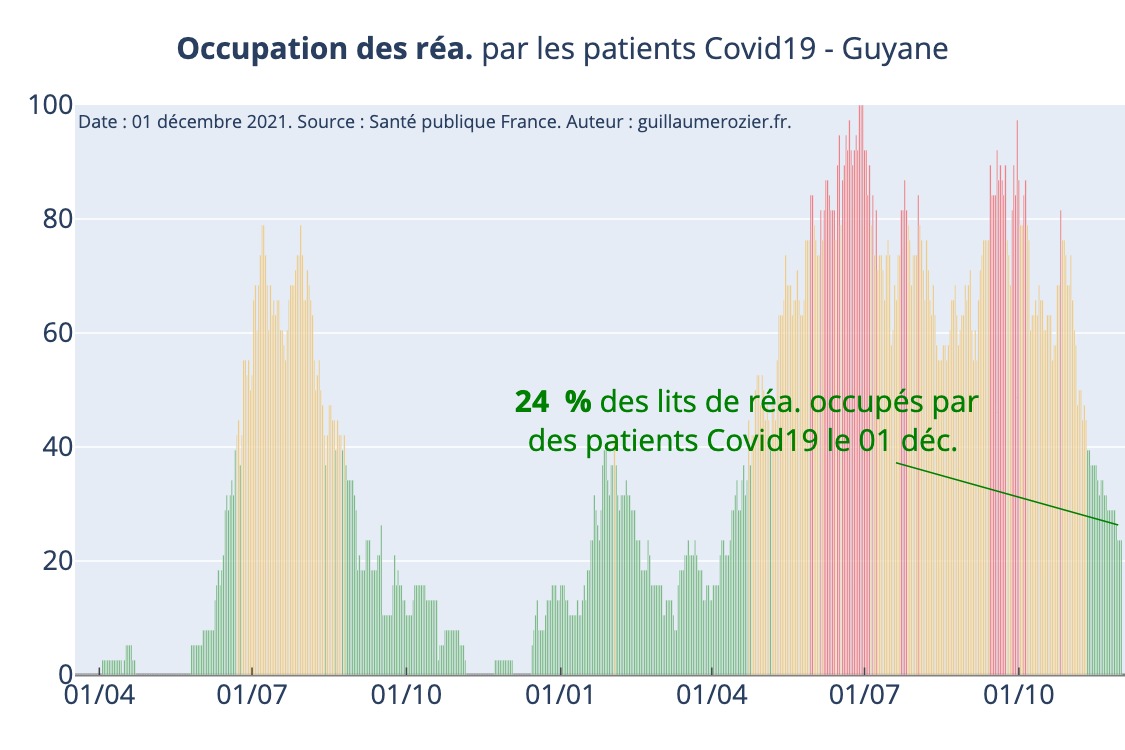 Occupation des réa. par les patients Covid19 - Guyane
100
Date : 01 décembre 2021. Source : Santé publique France. Auteur : guillaumerozier.fr.
80
60
24 % des lits de réa. occupés par
des patients Covid19 le 01 déc.
40
20
0
01/04 01/07 01/10 01/01 01/04 01/07 01/10